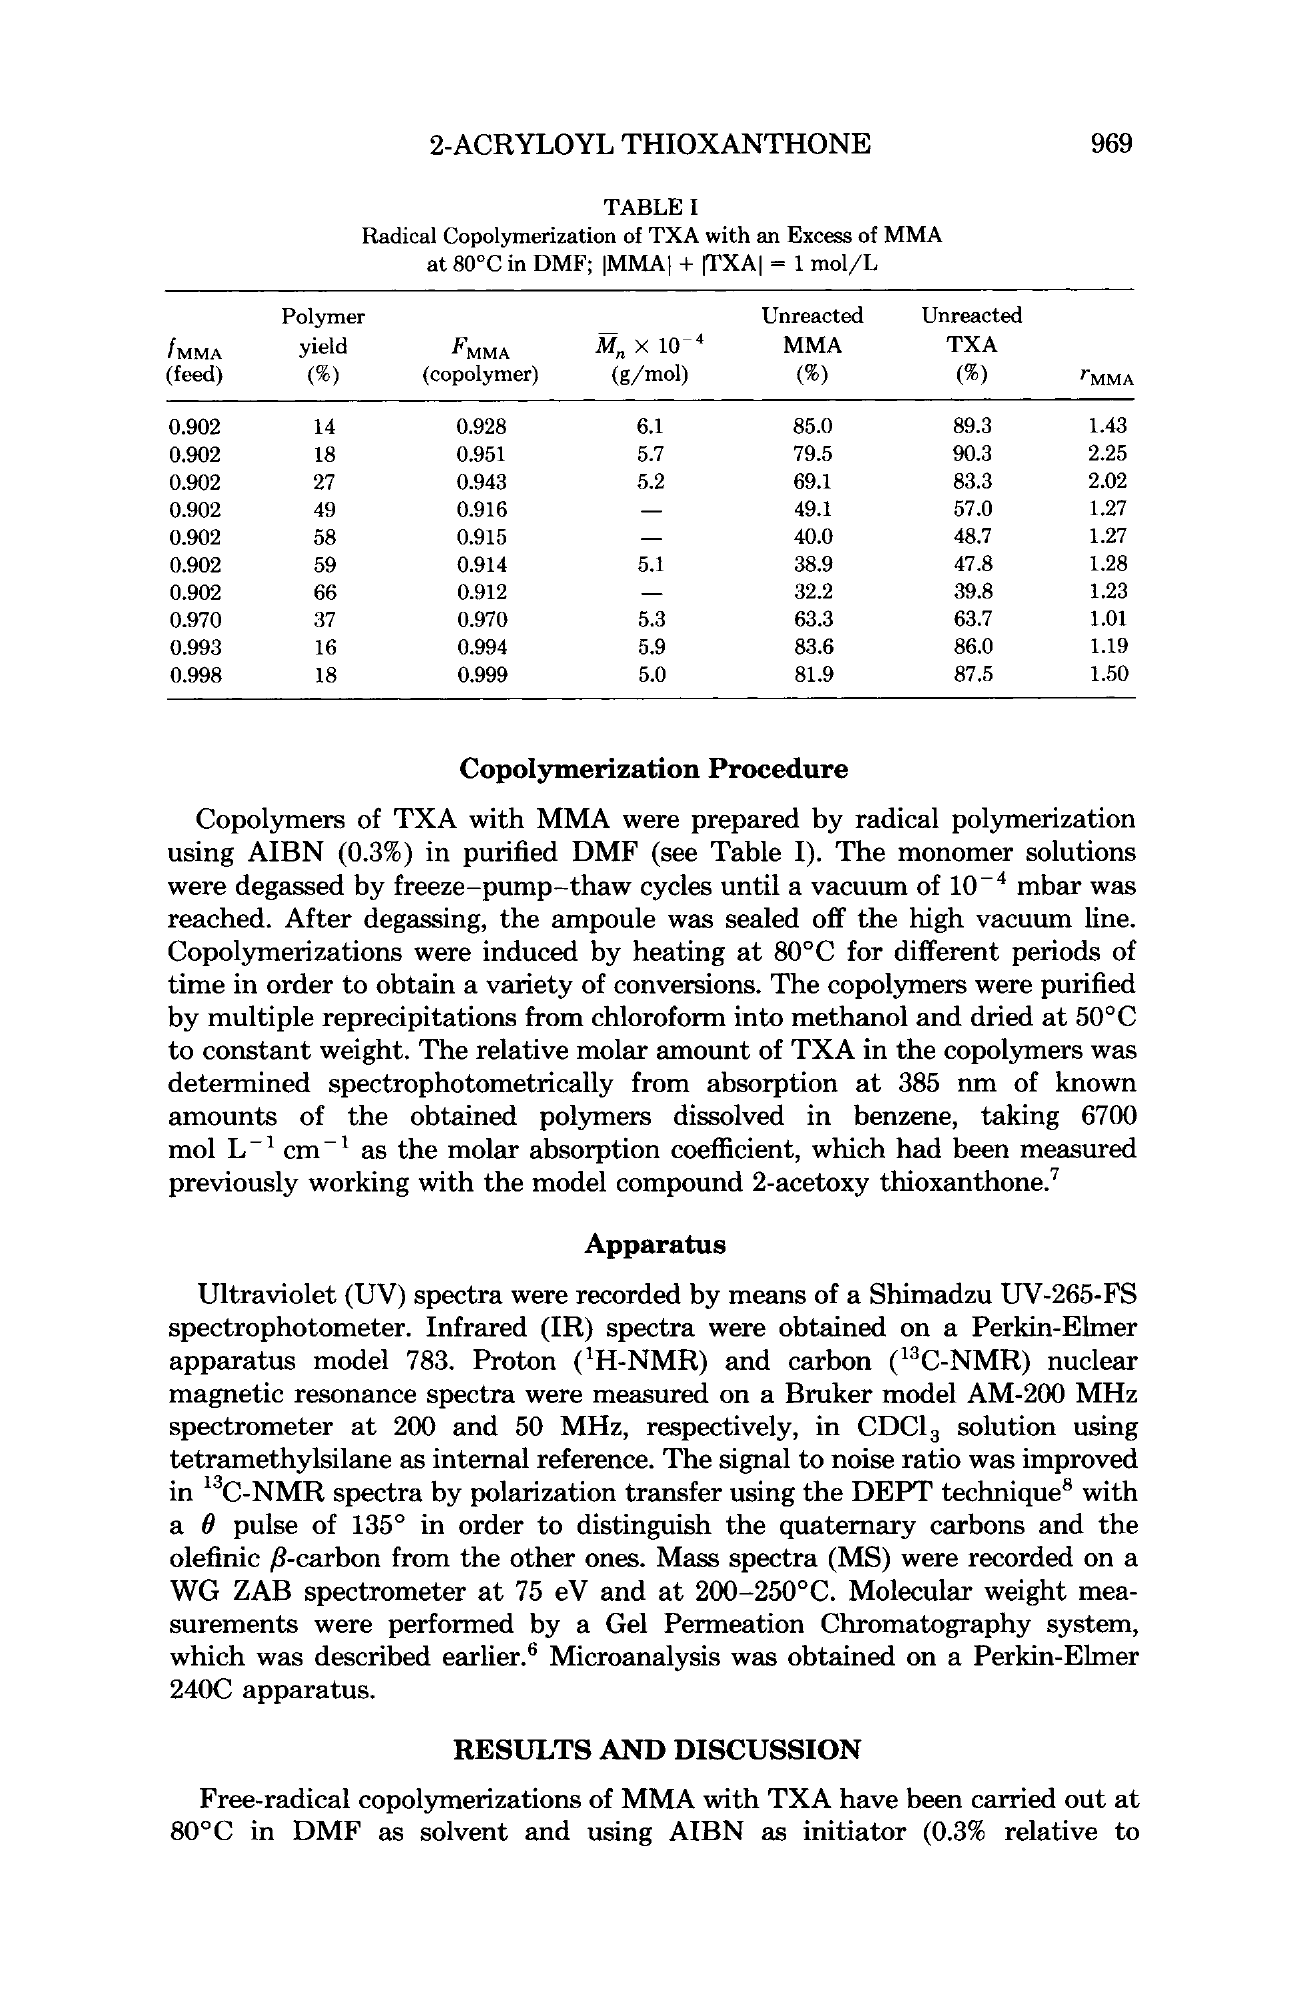 2-ACRYLOYL THIOXANTHONE 969
TABLE I
Radical Copolymerization of TXA with an Excess of MMA
at 80°C in DMF; |MMA| + |TXA| = 1 mol/L
Polymer Unreacted Unreacted
fMMA yield FMMA M̅n × 10⁻⁴ MMA TXA
(feed) (%) (copolymer) (g/mol) (%) (%) rMMA
0.902 14 0.928 6.1 85.0 89.3 1.43
0.902 18 0.951 5.7 79.5 90.3 2.25
0.902 27 0.943 5.2 69.1 83.3 2.02
0.902 49 0.916 — 49.1 57.0 1.27
0.902 58 0.915 — 40.0 48.7 1.27
0.902 59 0.914 5.1 38.9 47.8 1.28
0.902 66 0.912 — 32.2 39.8 1.23
0.970 37 0.970 5.3 63.3 63.7 1.01
0.993 16 0.994 5.9 83.6 86.0 1.19
0.998 18 0.999 5.0 81.9 87.5 1.50
Copolymerization Procedure
Copolymers of TXA with MMA were prepared by radical polymerization
using AIBN (0.3%) in purified DMF (see Table I). The monomer solutions
were degassed by freeze–pump–thaw cycles until a vacuum of 10⁻⁴ mbar was
reached. After degassing, the ampoule was sealed off the high vacuum line.
Copolymerizations were induced by heating at 80°C for different periods of
time in order to obtain a variety of conversions. The copolymers were purified
by multiple reprecipitations from chloroform into methanol and dried at 50°C
to constant weight. The relative molar amount of TXA in the copolymers was
determined spectrophotometrically from absorption at 385 nm of known
amounts of the obtained polymers dissolved in benzene, taking 6700
mol L⁻¹ cm⁻¹ as the molar absorption coefficient, which had been measured
previously working with the model compound 2-acetoxy thioxanthone.⁷
Apparatus
Ultraviolet (UV) spectra were recorded by means of a Shimadzu UV-265-FS
spectrophotometer. Infrared (IR) spectra were obtained on a Perkin-Elmer
apparatus model 783. Proton (¹H-NMR) and carbon (¹³C-NMR) nuclear
magnetic resonance spectra were measured on a Bruker model AM-200 MHz
spectrometer at 200 and 50 MHz, respectively, in CDCl₃ solution using
tetramethylsilane as internal reference. The signal to noise ratio was improved
in ¹³C-NMR spectra by polarization transfer using the DEPT technique⁸ with
a θ pulse of 135° in order to distinguish the quaternary carbons and the
olefinic β-carbon from the other ones. Mass spectra (MS) were recorded on a
WG ZAB spectrometer at 75 eV and at 200–250°C. Molecular weight mea-
surements were performed by a Gel Permeation Chromatography system,
which was described earlier.⁶ Microanalysis was obtained on a Perkin-Elmer
240C apparatus.
RESULTS AND DISCUSSION
Free-radical copolymerizations of MMA with TXA have been carried out at
80°C in DMF as solvent and using AIBN as initiator (0.3% relative to